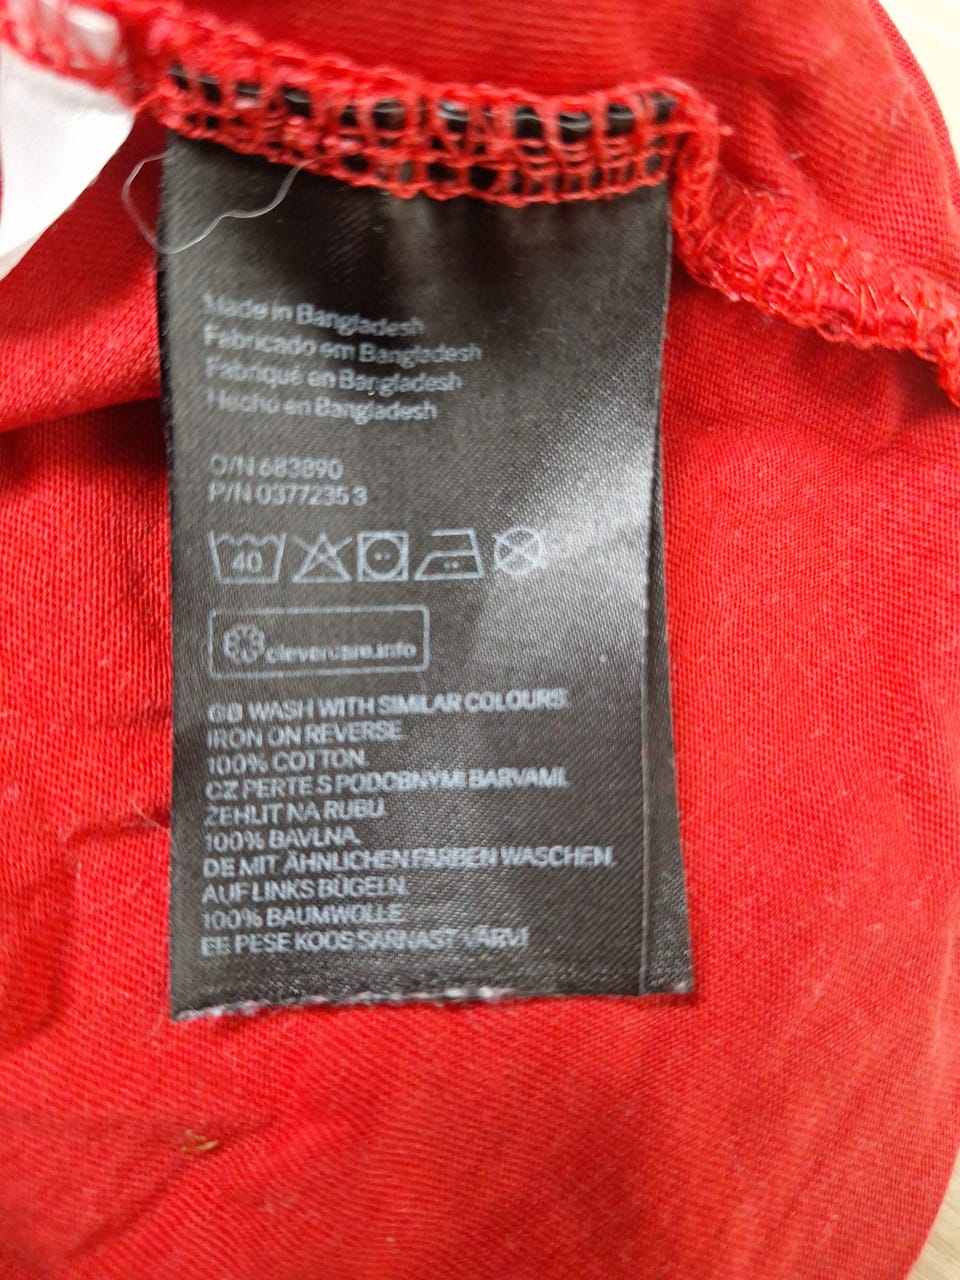 Made in Bangladesh
Fabricado em Bangladesh
Fabriqué en Bangladesh
Hecho en Bangladesh
O/N 683890
P/N 0377235 3
40
clevercare.info
GB WASH WITH SIMILAR COLOURS
IRON ON REVERSE
100% COTTON
CZ PERTE S PODOBNYMI BARVAMI.
ZEHLIT NA RUBU
100% BAVLNA.
DE MIT ÄHNLICHEN FARBEN WASCHEN.
AUF LINKS BÜGELN.
100% BAUMWOLLE
EE PESE KOOS SARNAST VÄRVI